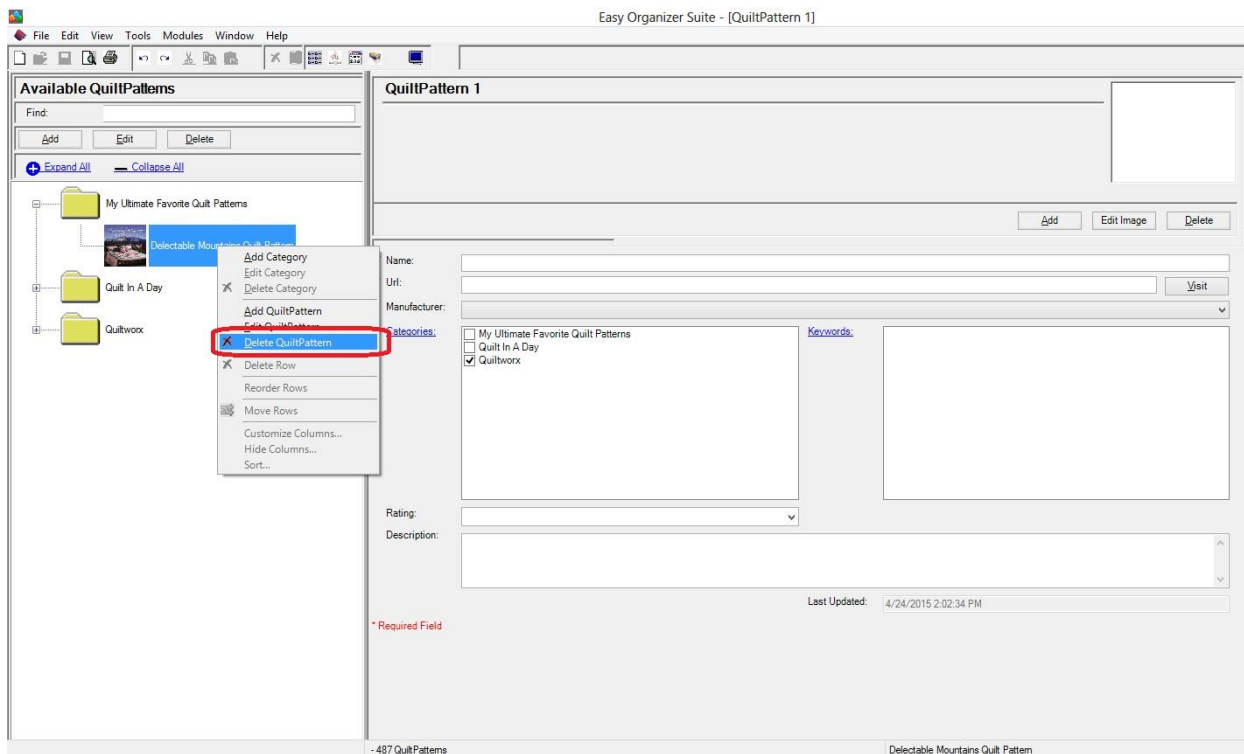 Easy Organizer Suite - [QuiltPattern 1]
File Edit View Tools Modules Window Help
Available QuiltPatterns
Find:
Add Edit Delete
Expand All Collapse All
My Ultimate Favorite Quilt Patterns
Delectable Mountains Quilt Pattern
Quilt In A Day
Quiltworx
Add Category
Edit Category
Delete Category
Add QuiltPattern
Edit QuiltPattern
Delete QuiltPattern
Delete Row
Reorder Rows
Move Rows
Customize Columns...
Hide Columns...
Sort...
QuiltPattern 1
Add Edit Image Delete
Name:
Url:
Visit
Manufacturer:
Categories:
My Ultimate Favorite Quilt Patterns
Quilt In A Day
Quiltworx
Keywords:
Rating:
Description:
Last Updated: 4/24/2015 2:02:34 PM
* Required Field
- 487 QuiltPatterns
Delectable Mountains Quilt Pattern